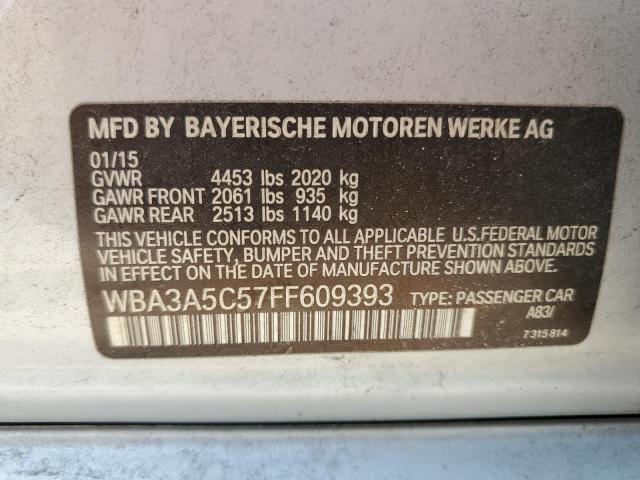 MFD BY BAYERISCHE MOTOREN WERKE AG
01/15
GVWR 4453 lbs 2020 kg
GAWR FRONT 2061 lbs 935 kg
GAWR REAR 2513 lbs 1140 kg
THIS VEHICLE CONFORMS TO ALL APPLICABLE U.S.FEDERAL MOTOR
VEHICLE SAFETY, BUMPER AND THEFT PREVENTION STANDARDS
IN EFFECT ON THE DATE OF MANUFACTURE SHOWN ABOVE.
WBA3A5C57FF609393 TYPE: PASSENGER CAR
A83/
7315814